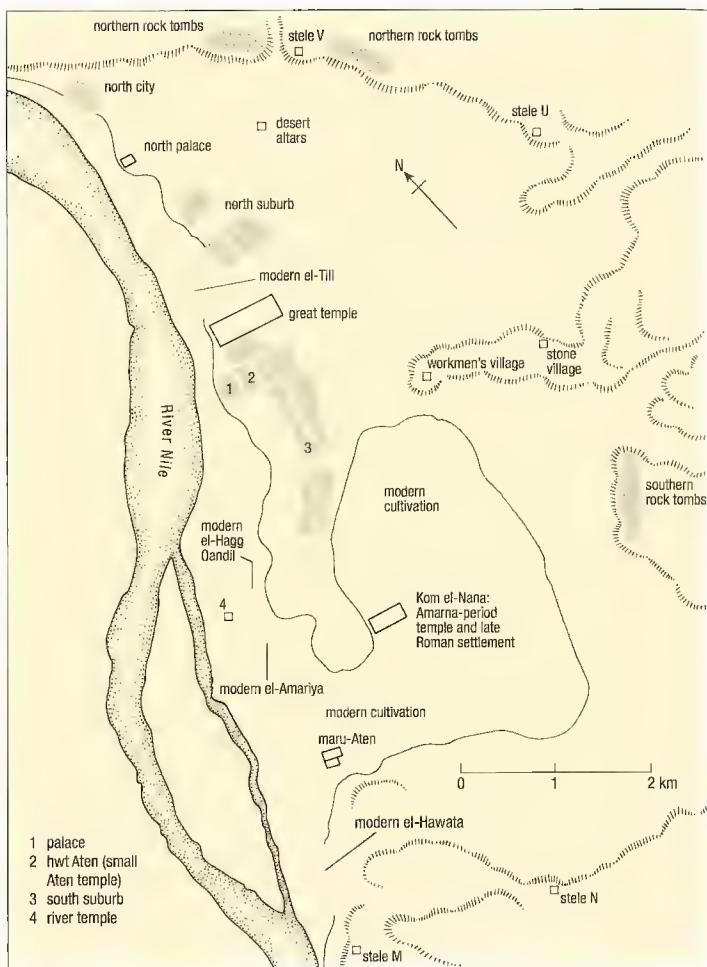 northern rock tombs
stele V
northern rock tombs
north city
desert
altars
stele U
north palace
N
north suburb
modern el-Till
great temple
workmen's village
stone
village
1
2
3
River Nile
modern
cultivation
southern
rock tombs
modern
el-Hagg
Qandil
4
Kom el-Nana:
Amarna-period
temple and late
Roman settlement
modern el-Amariya
modern cultivation
maru-Aten
0 1 2 km
modern el-Hawata
1 palace
2 hwt Aten (small
Aten temple)
3 south suburb
4 river temple
stele N
stele M